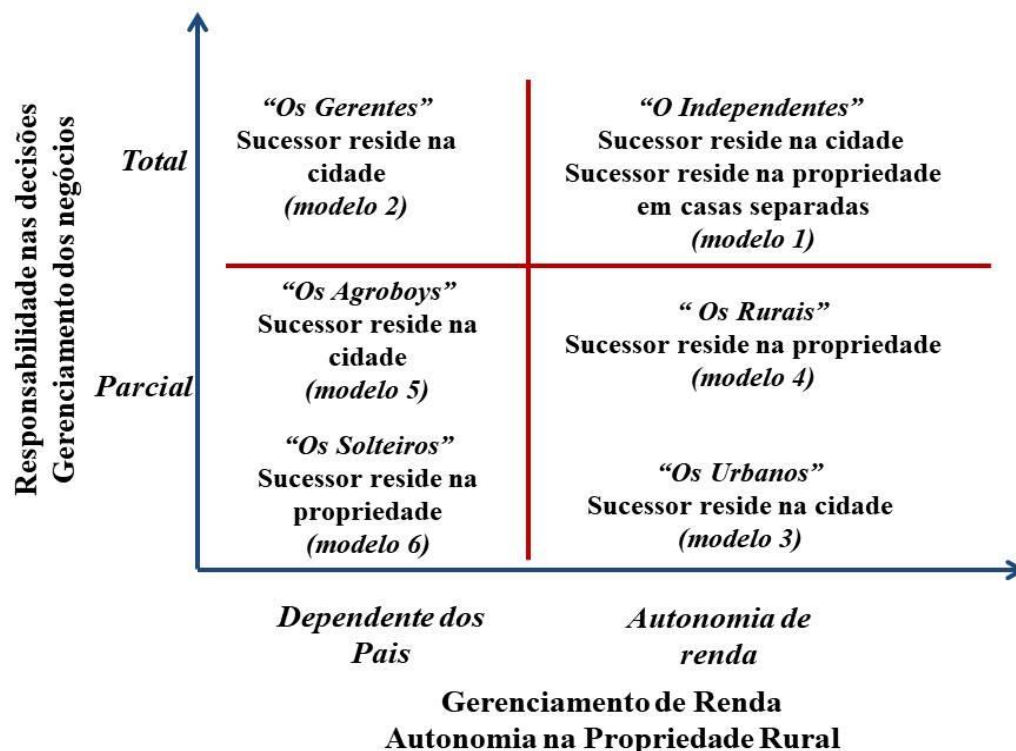 Responsabilidade nas decisões
Gerenciamento dos negócios
Total
Parcial
“Os Gerentes”
Sucessor reside na
cidade
(modelo 2)
“O Independentes”
Sucessor reside na cidade
Sucessor reside na propriedade
em casas separadas
(modelo 1)
“Os Agroboys”
Sucessor reside na
cidade
(modelo 5)
“ Os Rurais”
Sucessor reside na propriedade
(modelo 4)
“Os Solteiros”
Sucessor reside na
propriedade
(modelo 6)
“Os Urbanos”
Sucessor reside na cidade
(modelo 3)
Dependente dos
Pais
Autonomia de
renda
Gerenciamento de Renda
Autonomia na Propriedade Rural